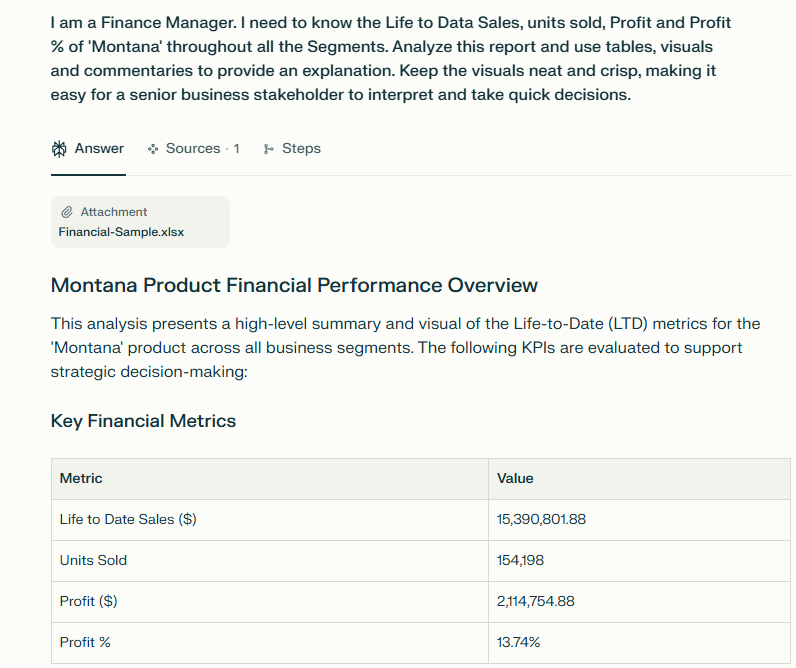 I am a Finance Manager. I need to know the Life to Data Sales, units sold, Profit and Profit
% of 'Montana' throughout all the Segments. Analyze this report and use tables, visuals
and commentaries to provide an explanation. Keep the visuals neat and crisp, making it
easy for a senior business stakeholder to interpret and take quick decisions.
Answer Sources · 1 Steps
Attachment
Financial-Sample.xlsx
Montana Product Financial Performance Overview
This analysis presents a high-level summary and visual of the Life-to-Date (LTD) metrics for the
'Montana' product across all business segments. The following KPIs are evaluated to support
strategic decision-making:
Key Financial Metrics
Metric Value
Life to Date Sales ($) 15,390,801.88
Units Sold 154,198
Profit ($) 2,114,754.88
Profit % 13.74%